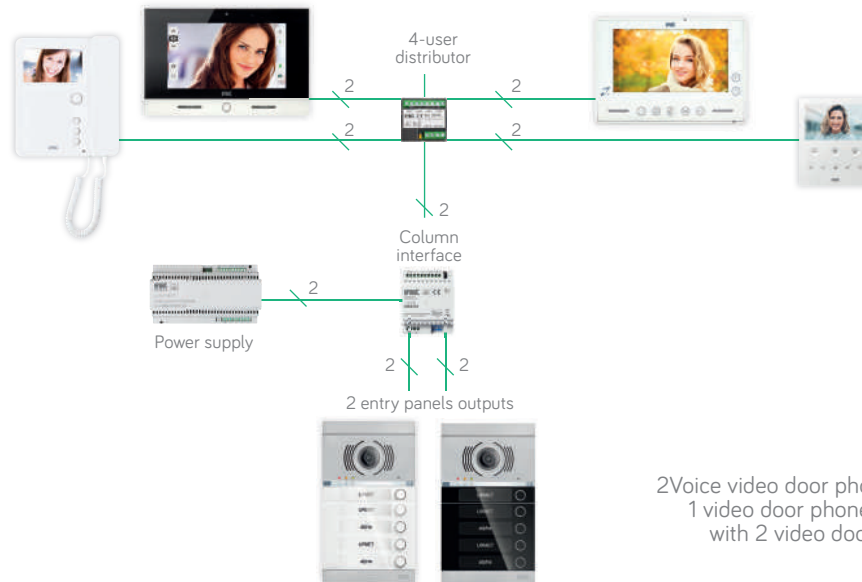 4-user
distributor
2
2
2
2
2
Column
interface
2
Power supply
2
2
2 entry panels outputs
2Voice video door pho
1 video door phone
with 2 video doo